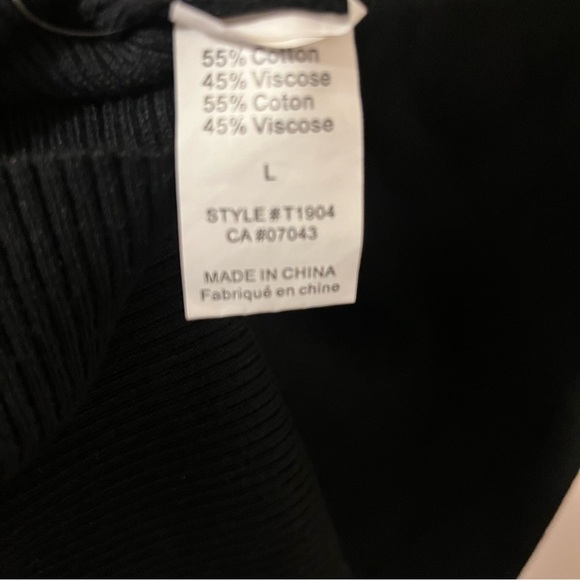 55% Cotton
45% Viscose
55% Coton
45% Viscose
L
STYLE#T1904
CA#07043
MADE IN CHINA
Fabriquê en chine